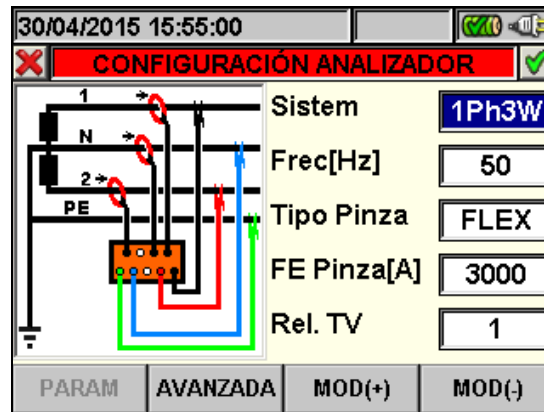 30/04/2015 15:55:00
CONFIGURACIÓN ANALIZADOR
1
N
2
PE
Sistem 1Ph3W
Frec[Hz] 50
Tipo Pinza FLEX
FE Pinza[A] 3000
Rel. TV 1
PARAM AVANZADA MOD(+) MOD(-)